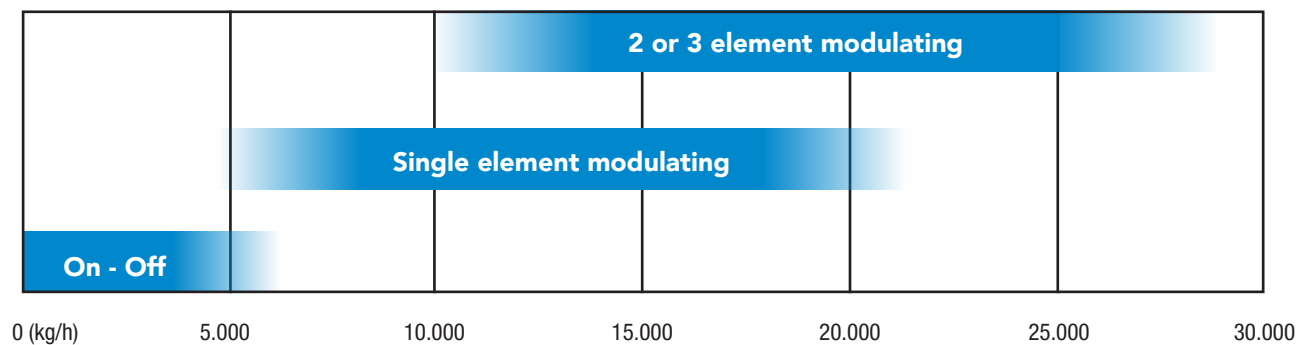 2 or 3 element modulating
Single element modulating
On - Off
0 (kg/h) 5.000 10.000 15.000 20.000 25.000 30.000